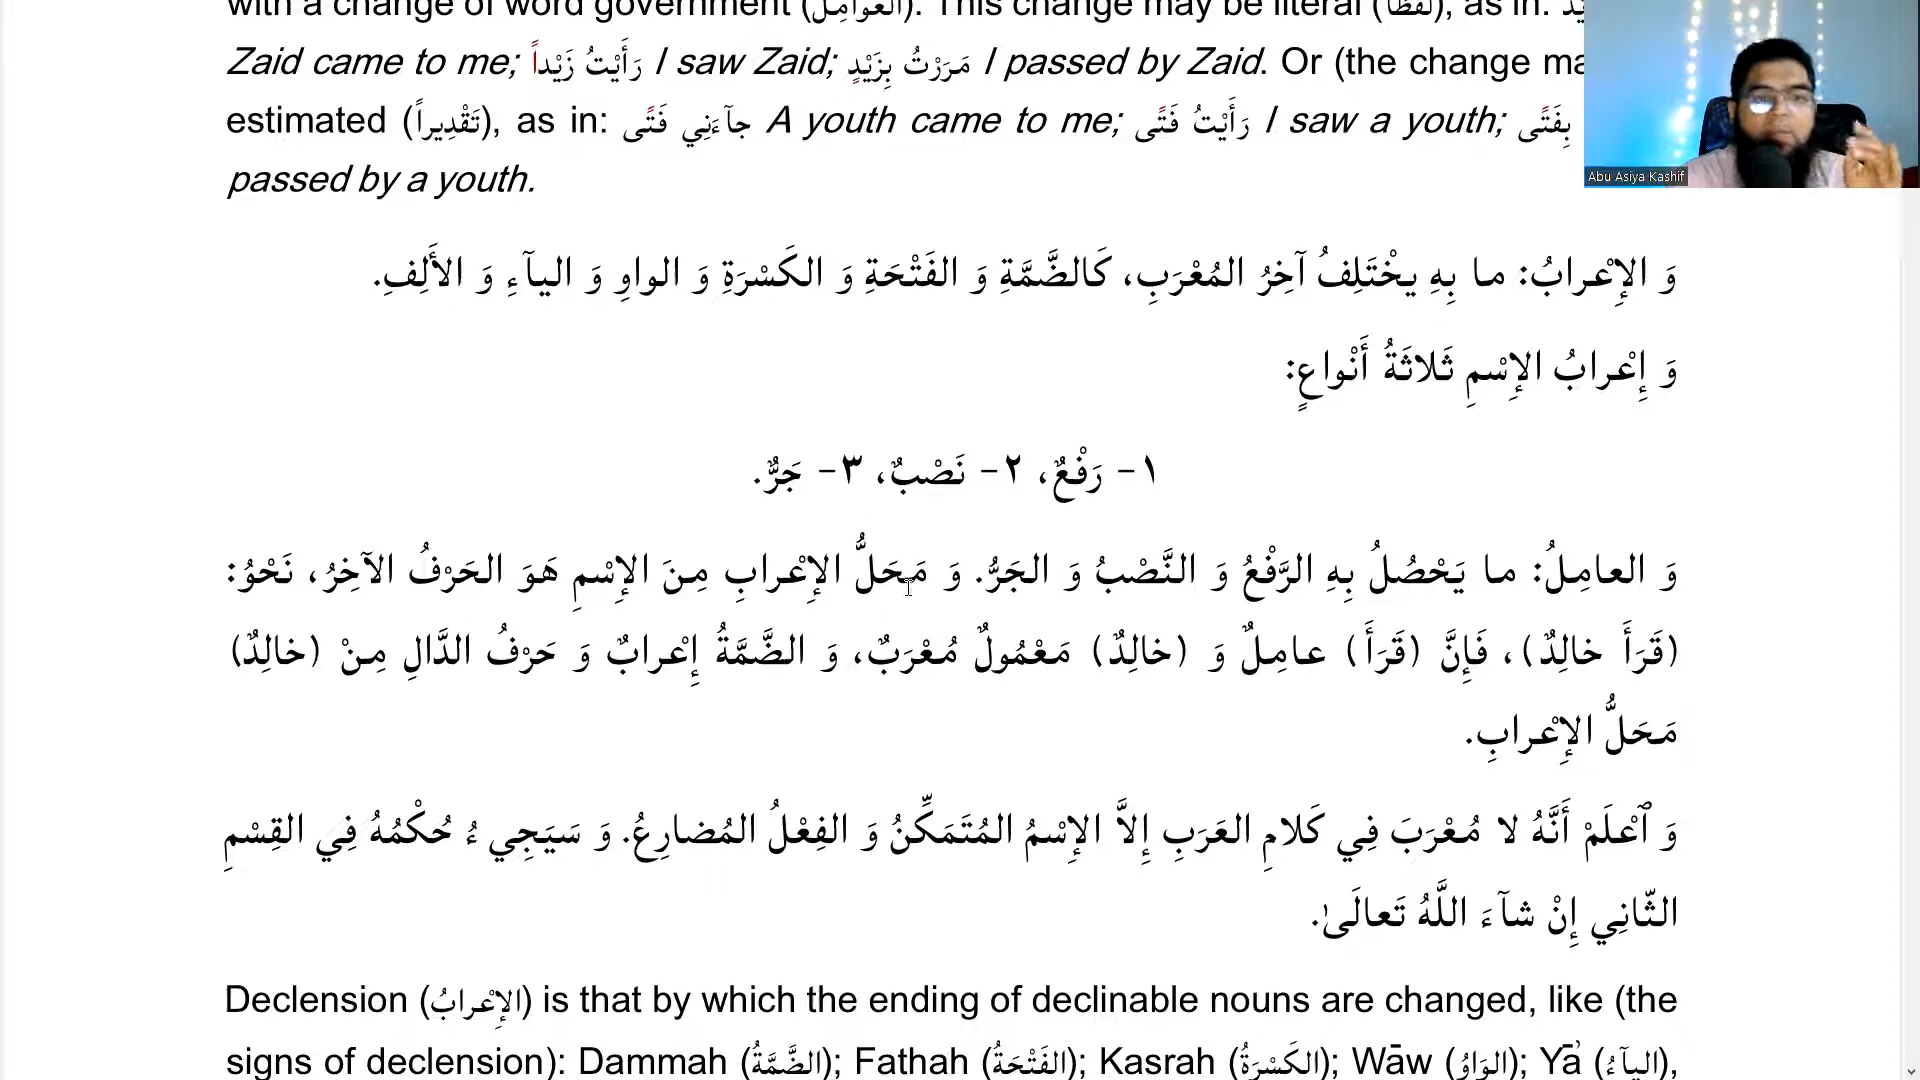 with a change of word government (العَوَامِل). This change may be literal (لَفْظًا), as in:
Zaid came to me; رَأَيْتُ زَيْداً I saw Zaid; مَرَرْتُ بِزَيْدٍ I passed by Zaid. Or (the change ma
estimated (تَقْدِيراً), as in: جآءَنِي فَتًى A youth came to me; رَأَيْتُ فَتًى I saw a youth; بِفَتًى
passed by a youth.
Abu Asiya Kashif
وَ الإِعْرابُ: ما بِهِ يخْتَلِفُ آخِرُ المُعْرَبِ، كَالضَّمَّةِ وَ الفَتْحَةِ وَ الكَسْرَةِ وَ الواوِ وَ اليآءِ وَ الأَلِفِ.
وَ إِعْرابُ الإِسْمِ ثَلاثَةُ أَنْواعٍ:
١- رَفْعٌ، ٢- نَصْبٌ، ٣- جَرٌّ.
وَ العامِلُ: ما يَحْصُلُ بِهِ الرَّفْعُ وَ النَّصْبُ وَ الجَرُّ. وَ مَحَلُّ الإِعْرابِ مِنَ الإِسْمِ هَوَ الحَرْفُ الآخِرُ، نَحْوُ:
(قَرَأَ خالِدٌ)، فَإِنَّ (قَرَأَ) عامِلٌ وَ (خالِدٌ) مَعْمُولٌ مُعْرَبٌ، وَ الضَّمَّةُ إِعْرابٌ وَ حَرْفُ الدَّالِ مِنْ (خالِدٌ)
مَحَلُّ الإِعْرابِ.
وَ ٱعْلَمْ أَنَّهُ لا مُعْرَبَ فِي كَلامِ العَرَبِ إِلاَّ الإِسْمُ المُتَمَكِّنُ وَ الفِعْلُ المُضارِعُ. وَ سَيَجِي ءُ حُكْمُهُ فِي القِسْمِ
الثّانِي إِنْ شآءَ اللَّهُ تَعالَىٰ.
Declension (الإِعْرابُ) is that by which the ending of declinable nouns are changed, like (the
signs of declension): Dammah (الضَّمَّةُ); Fathah (الفَتْحَةُ); Kasrah (الكَسْرَةُ); Wāw (الوَاوُ); Yā᾽ (اليآءُ),